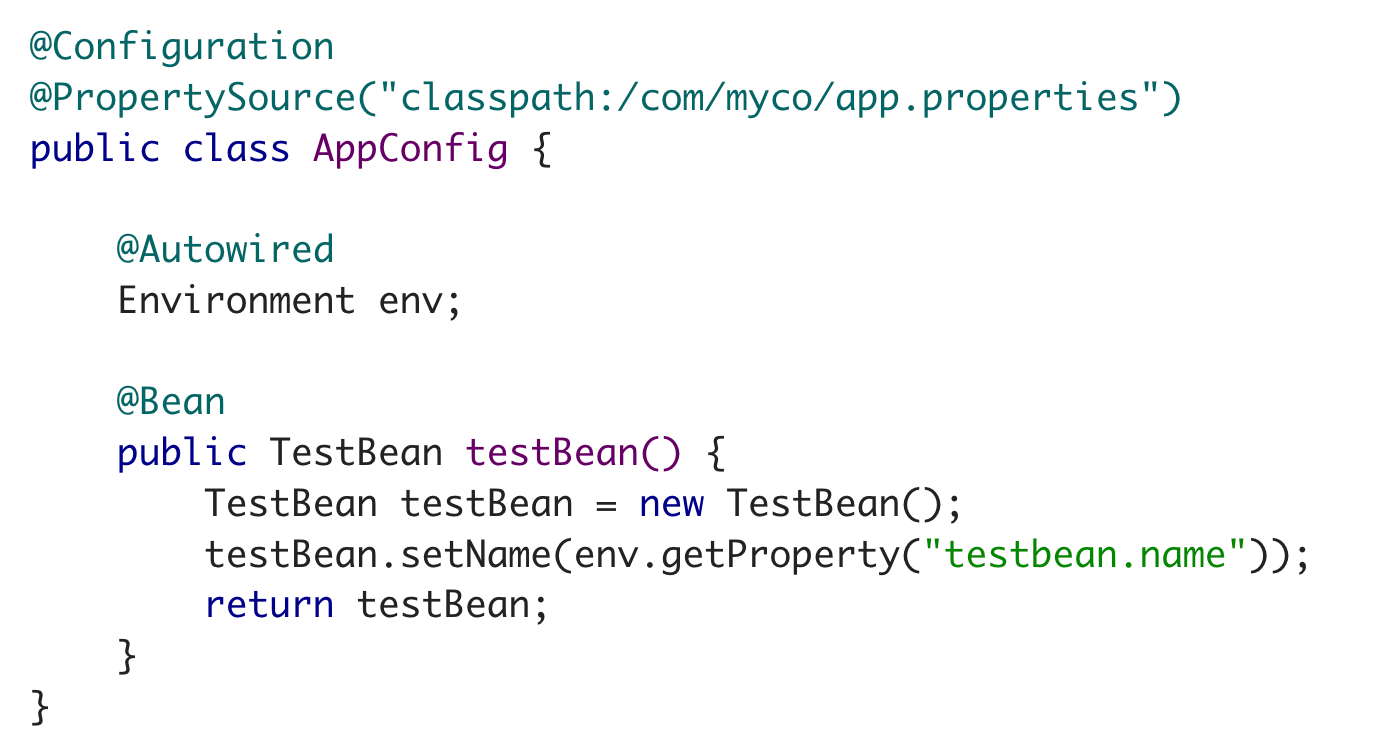 @Configuration
@PropertySource("classpath:/com/myco/app.properties")
public class AppConfig {
    @Autowired
    Environment env;
    @Bean
    public TestBean testBean() {
        TestBean testBean = new TestBean();
        testBean.setName(env.getProperty("testbean.name"));
        return testBean;
    }
}